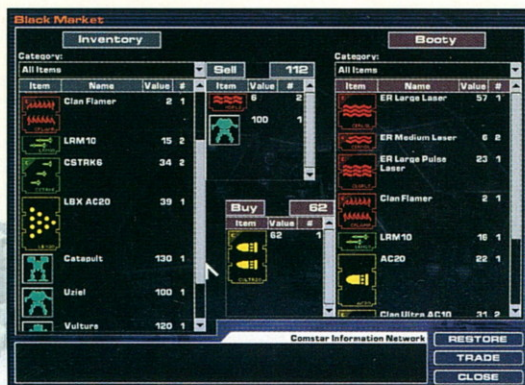 Black Market
Inventory
Category:
All Items
Item Name Value #
Clan Flamer 2 1
LRM10 15 2
CSTRK6 34 2
LBX AC20 39 1
Catapult 130 1
Uziel 100 1
Vulture 120 1
Sell 112
Item Value #
6 2
100 1
Buy 62
Item Value #
62 1
Booty
Category:
All Items
Item Name Value #
ER Large Laser 57 1
ER Medium Laser 6 2
ER Large Pulse Laser 23 1
Clan Flamer 2 1
LRM10 16 1
AC20 22 1
Clan Ultra AC10 31 2
Comstar Information Network
RESTORE
TRADE
CLOSE